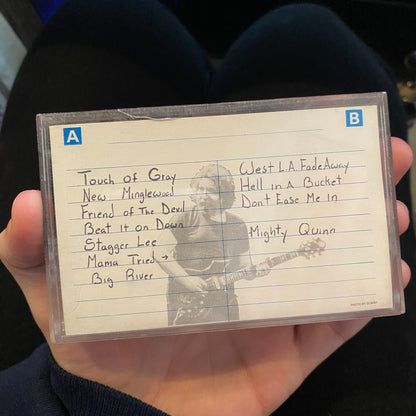 A
B
Touch of Gray
New Minglewood
Friend of The Devil
Beat it on Down
Stagger Lee
Mama Tried →
Big River
West L.A. FadeAway
Hell in A Bucket
Don't Ease Me In
Mighty Quinn